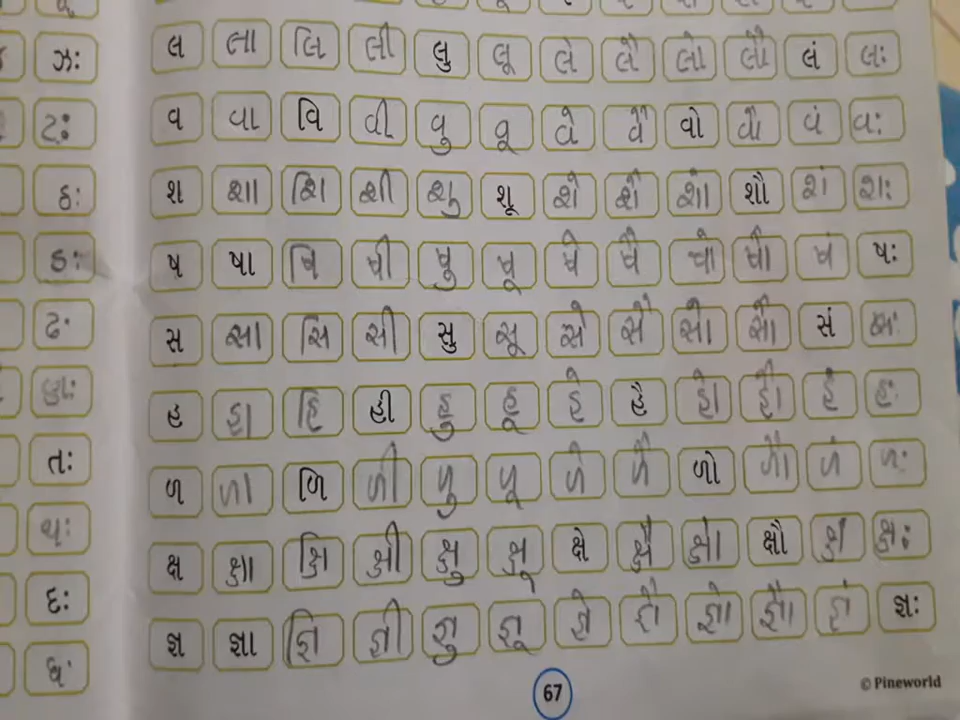 ઝઃ
ટઃ
ઠઃ
ડઃ
ઢઃ
ણઃ
તઃ
થઃ
દઃ
ધઃ
લ લા લિ લી લુ લૂ લે લૈ લો લૌ લં લઃ
વ વા વિ વી વુ વૂ વે વૈ વો વૌ વં વઃ
શ શા શિ શી શુ શૂ શે શૈ શો શૌ શં શઃ
ષ ષા ષિ ષી ષુ ષૂ ષે ષૈ ષો ષૌ ષં ષઃ
સ સા સિ સી સુ સૂ સે સૈ સો સૌ સં સઃ
હ હા હિ હી હુ હૂ હે હૈ હો હૌ હં હઃ
ળ ળા ળિ ળી ળુ ળૂ ળે ળૈ ળો ળૌ ળં ળઃ
ક્ષ ક્ષા ક્ષિ ક્ષી ક્ષુ ક્ષૂ ક્ષે ક્ષૈ ક્ષો ક્ષૌ ક્ષં ક્ષઃ
જ્ઞ જ્ઞા જ્ઞિ જ્ઞી જ્ઞુ જ્ઞૂ જ્ઞે જ્ઞૈ જ્ઞો જ્ઞૌ જ્ઞં જ્ઞઃ
67
© Pineworld